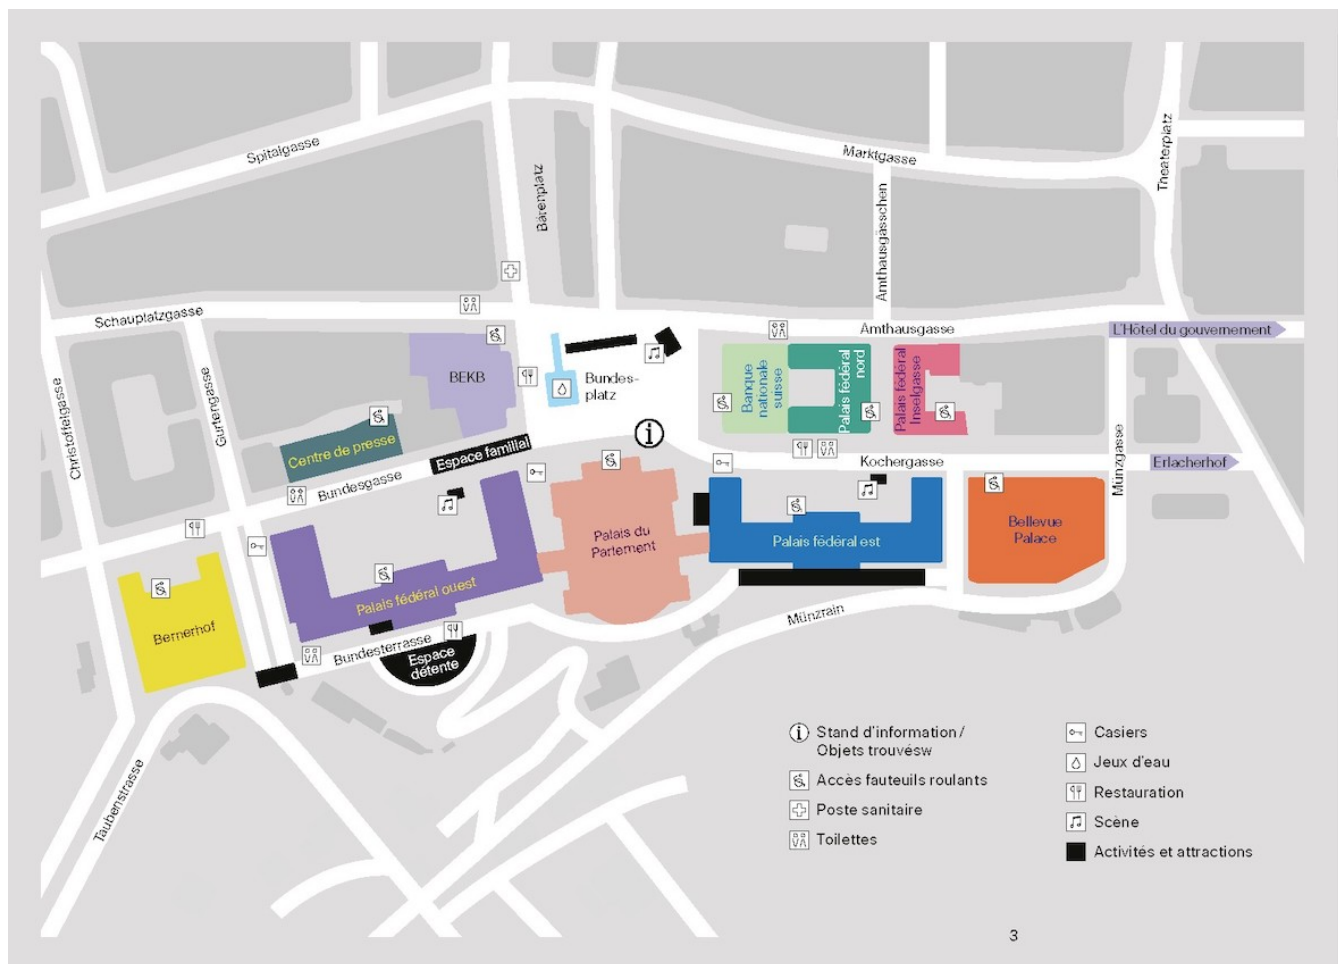 Spitalgasse
Marktgasse
Theaterplatz
Bärenplatz
Amthausgässchen
Schauplatzgasse
Amthausgasse
L'Hôtel du gouvernement
Christoffelgasse
Gurtengasse
BEKB
Bundes-
platz
Banque
nationale
suisse
Palais fédéral
nord
Palais fédéral
Inselgasse
Centre de presse
Espace familial
Bundesgasse
Kochergasse
Münzgasse
Erlacherhof
Palais du
Parlement
Palais fédéral est
Bellevue
Palace
Palais fédéral ouest
Bernerhof
Bundesterrasse
Espace
détente
Münzrain
Taubenstrasse
Stand d'information /
Objets trouvésw
Accès fauteuils roulants
Poste sanitaire
Toilettes
Casiers
Jeux d'eau
Restauration
Scène
Activités et attractions
3